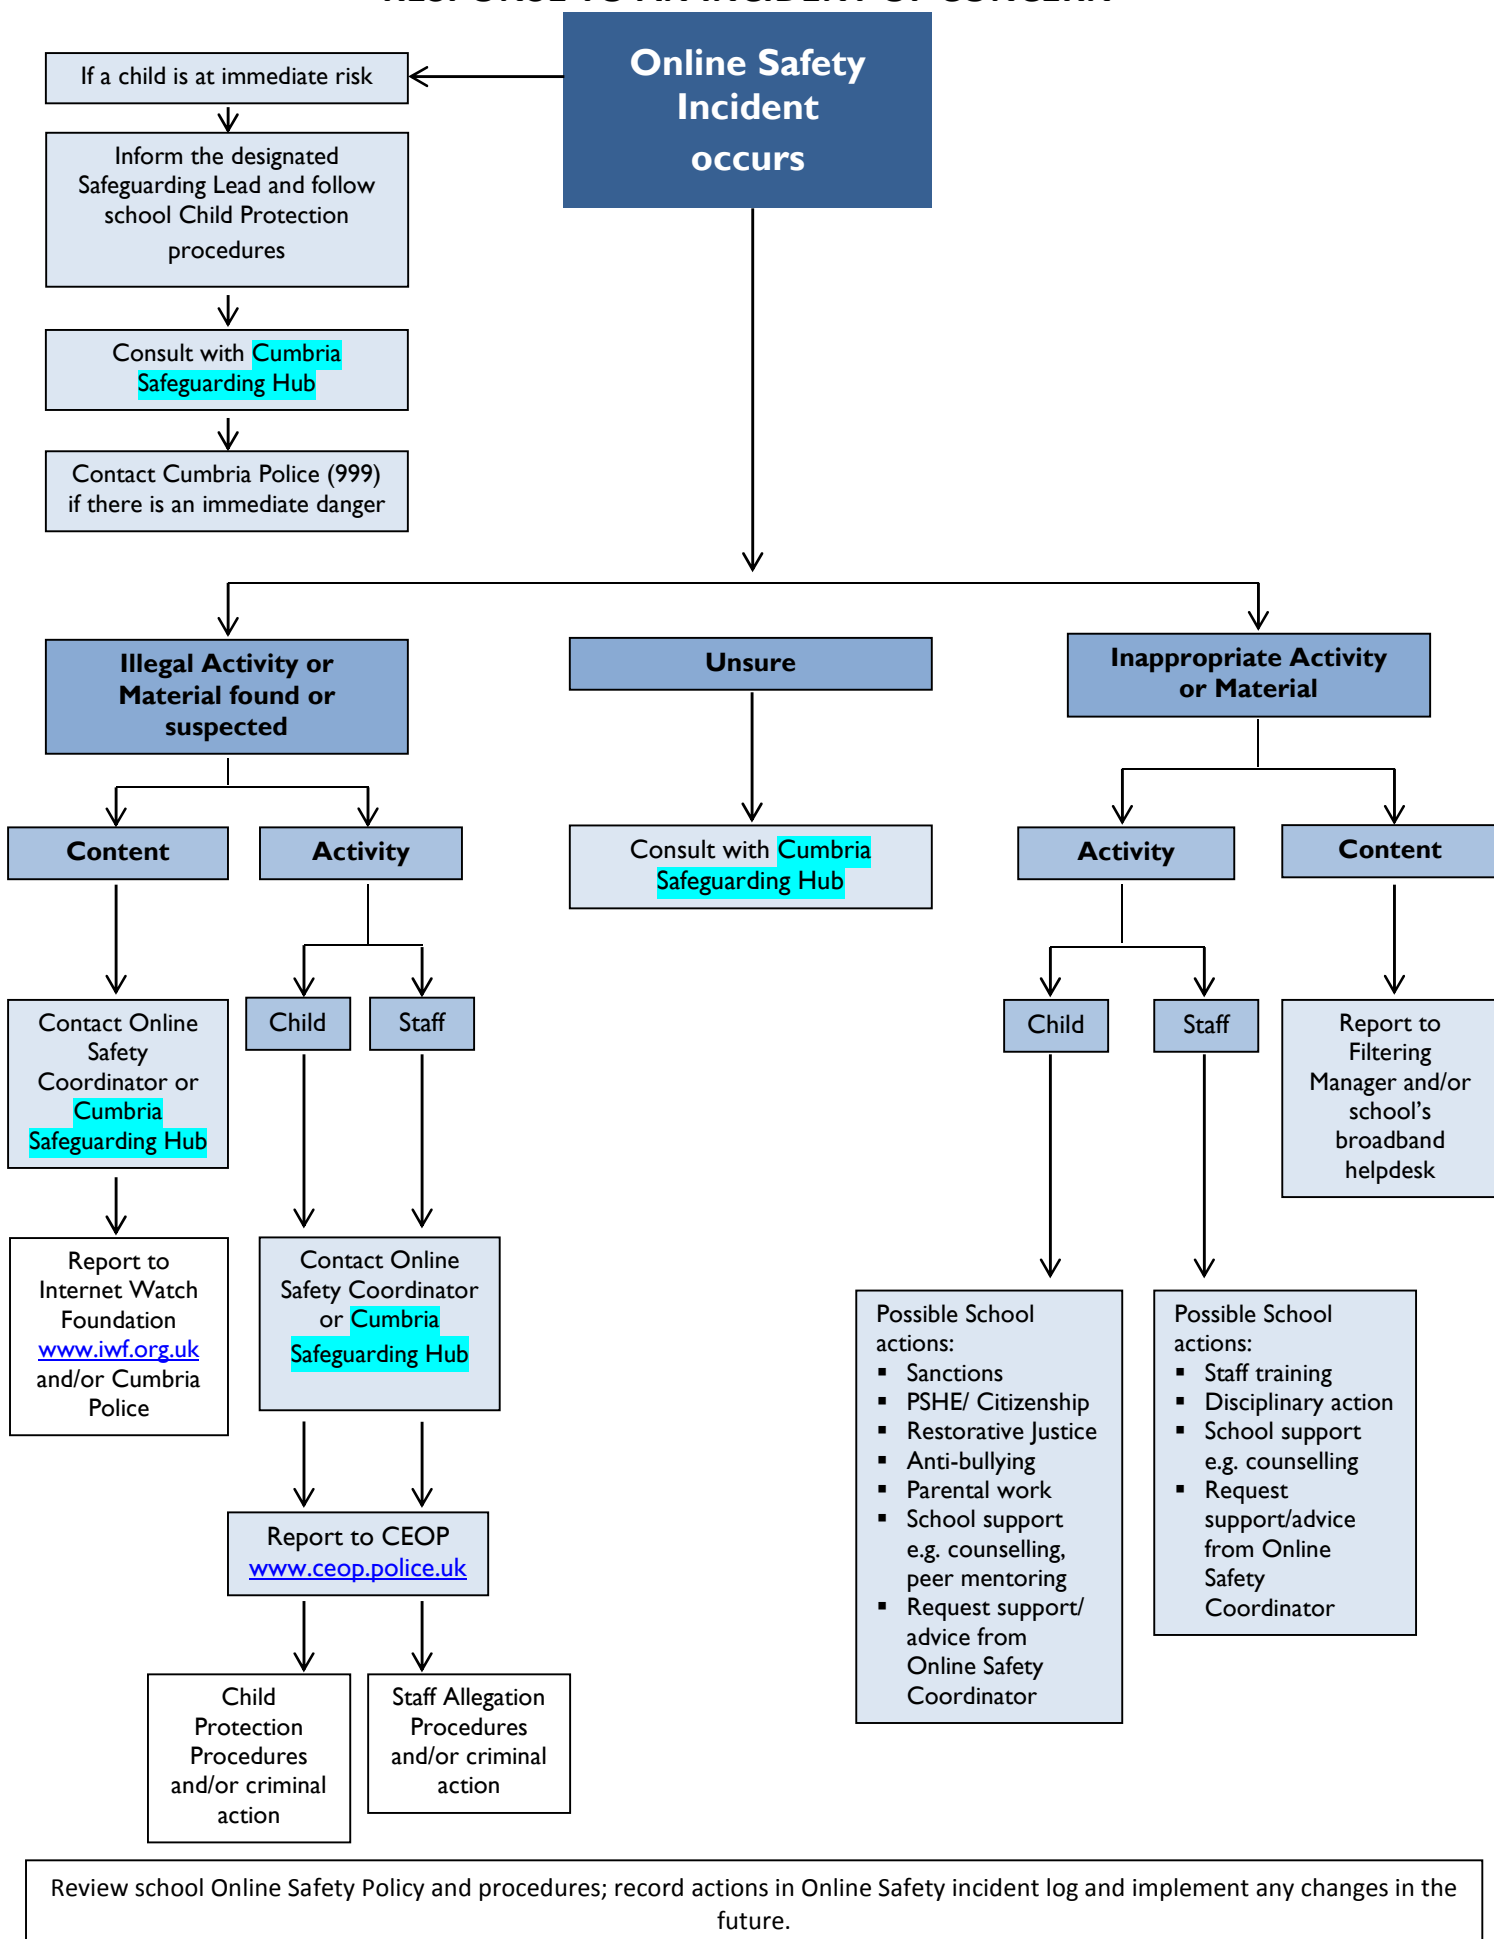 RESPONSE TO AN INCIDENT OF CONCERN
Online Safety
Incident
occurs
If a child is at immediate risk
Inform the designated
Safeguarding Lead and follow
school Child Protection
procedures
Consult with Cumbria
Safeguarding Hub
Contact Cumbria Police (999)
if there is an immediate danger
Illegal Activity or
Material found or
suspected
Unsure
Inappropriate Activity
or Material
Content
Activity
Consult with Cumbria
Safeguarding Hub
Activity
Content
Contact Online
Safety
Coordinator or
Cumbria
Safeguarding Hub
Child
Staff
Child
Staff
Report to
Filtering
Manager and/or
school’s
broadband
helpdesk
Report to
Internet Watch
Foundation
www.iwf.org.uk
and/or Cumbria
Police
Contact Online
Safety Coordinator
or Cumbria
Safeguarding Hub
Report to CEOP
www.ceop.police.uk
Child
Protection
Procedures
and/or criminal
action
Staff Allegation
Procedures
and/or criminal
action
Possible School
actions:
▪ Sanctions
▪ PSHE/ Citizenship
▪ Restorative Justice
▪ Anti-bullying
▪ Parental work
▪ School support
e.g. counselling,
peer mentoring
▪ Request support/
advice from
Online Safety
Coordinator
Possible School
actions:
▪ Staff training
▪ Disciplinary action
▪ School support
e.g. counselling
▪ Request
support/advice
from Online
Safety
Coordinator
Review school Online Safety Policy and procedures; record actions in Online Safety incident log and implement any changes in the
future.